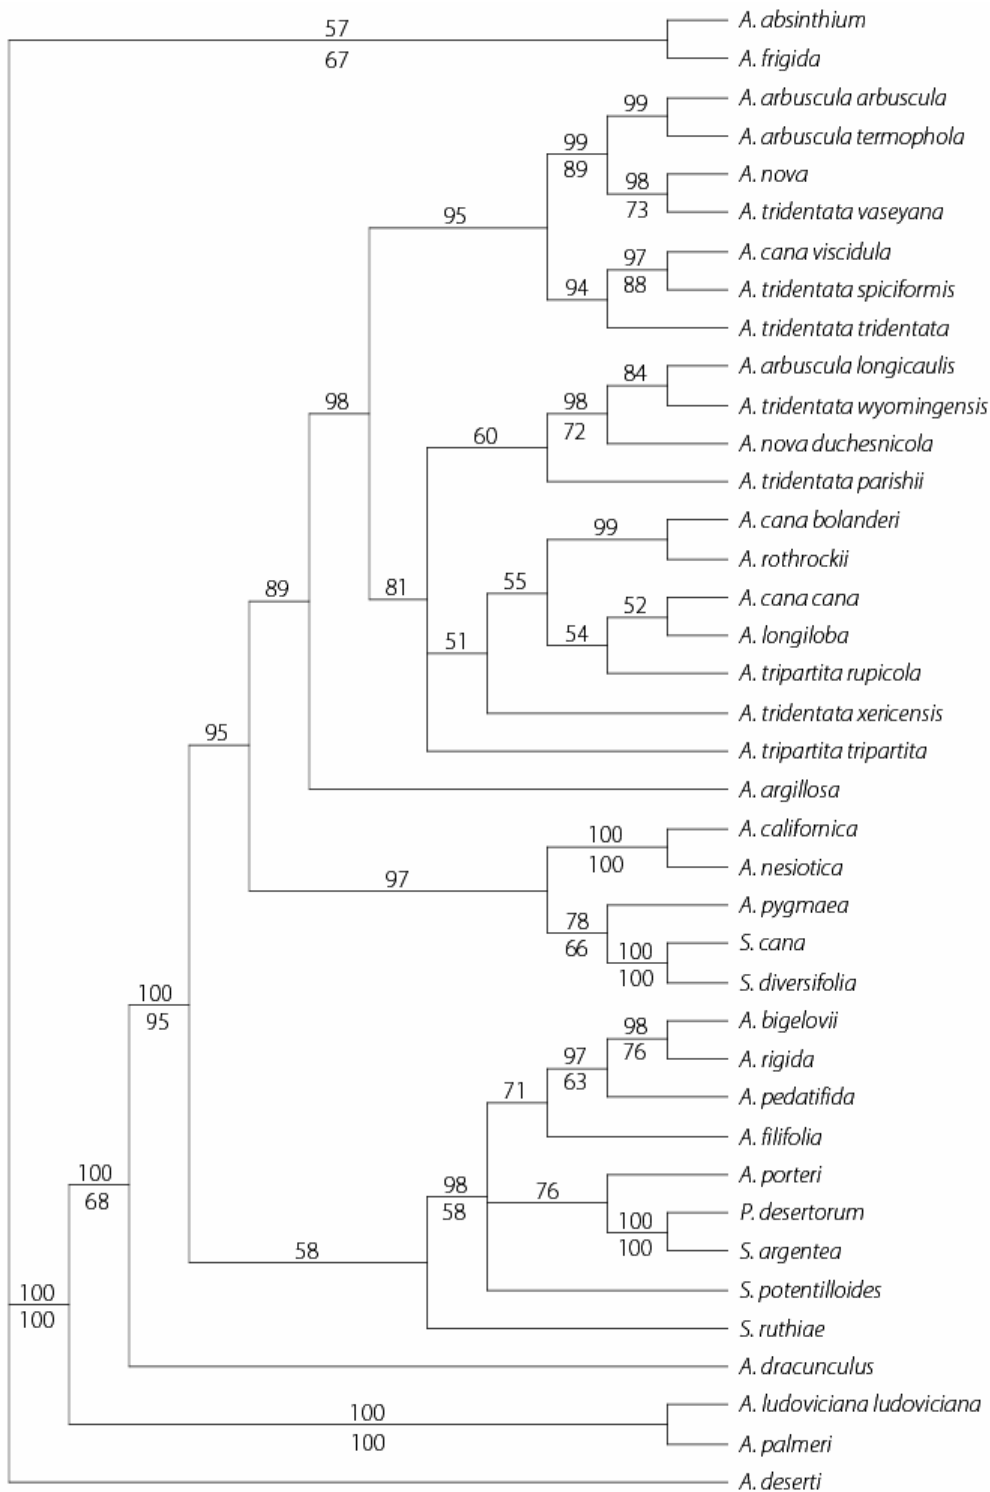 57
67
A. absinthium
A. frigida
99
A. arbuscula arbuscula
A. arbuscula termophola
99
89
98
73
A. nova
A. tridentata vaseyana
95
97
88
A. cana viscidula
A. tridentata spiciformis
94
A. tridentata tridentata
84
A. arbuscula longicaulis
A. tridentata wyomingensis
98
98
72
60
A. nova duchesnicola
A. tridentata parishii
99
A. cana bolanderi
A. rothrockii
89
81
55
52
A. cana cana
A. longiloba
51
54
A. tripartita rupicola
A. tridentata xericensis
95
A. tripartita tripartita
A. argillosa
100
100
A. californica
A. nesiotica
97
78
66
A. pygmaea
100
100
S. cana
S. diversifolia
100
95
98
76
A. bigelovii
A. rigida
97
63
71
A. pedatifida
A. filifolia
100
68
98
58
76
A. porteri
100
100
P. desertorum
S. argentea
58
S. potentilloides
100
100
S. ruthiae
A. dracunculus
100
100
A. ludoviciana ludoviciana
A. palmeri
A. deserti